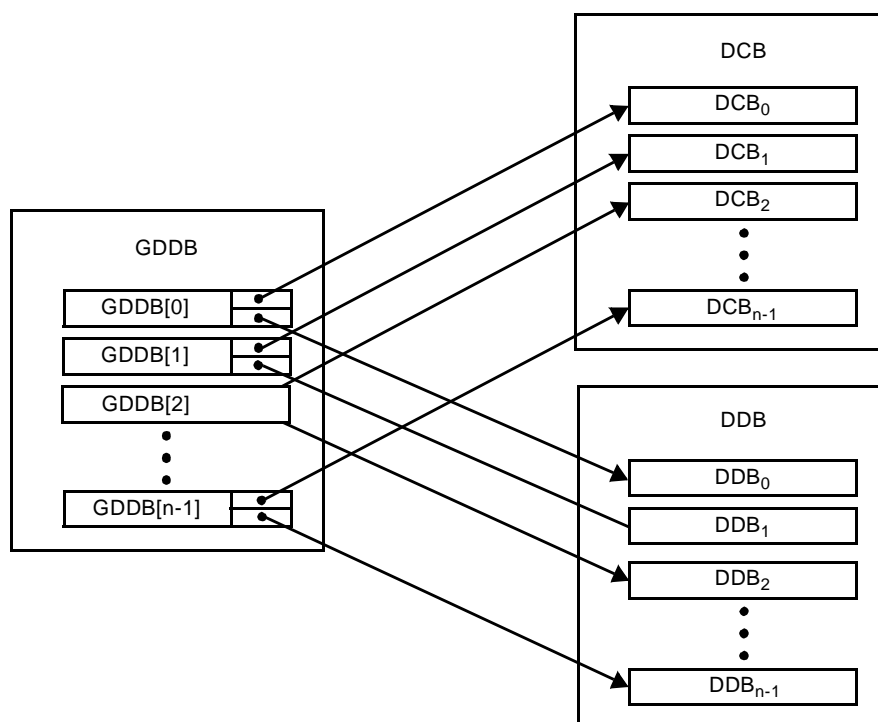 GDDB
GDDB[0]
GDDB[1]
GDDB[2]
GDDB[n-1]
DCB
DCB₀
DCB₁
DCB₂
DCBₙ₋₁
DDB
DDB₀
DDB₁
DDB₂
DDBₙ₋₁